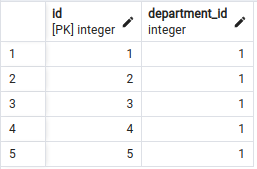 id department_id
[PK] integer integer
1 1 1
2 2 1
3 3 1
4 4 1
5 5 1